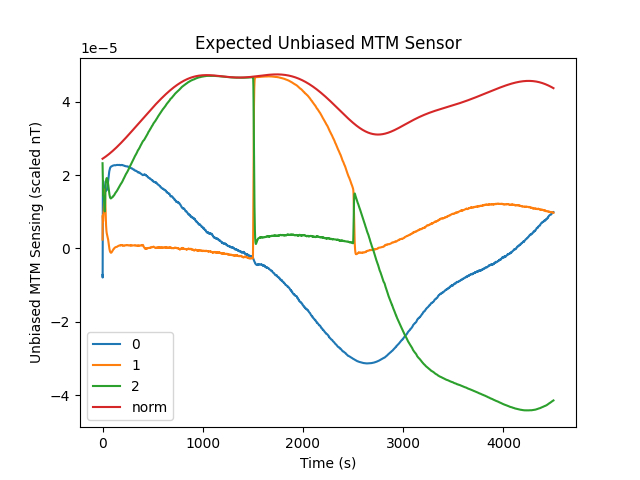 Expected Unbiased MTM Sensor
1e−5
Unbiased MTM Sensing (scaled nT)
4
2
0
−2
−4
0
1
2
norm
0 1000 2000 3000 4000
Time (s)